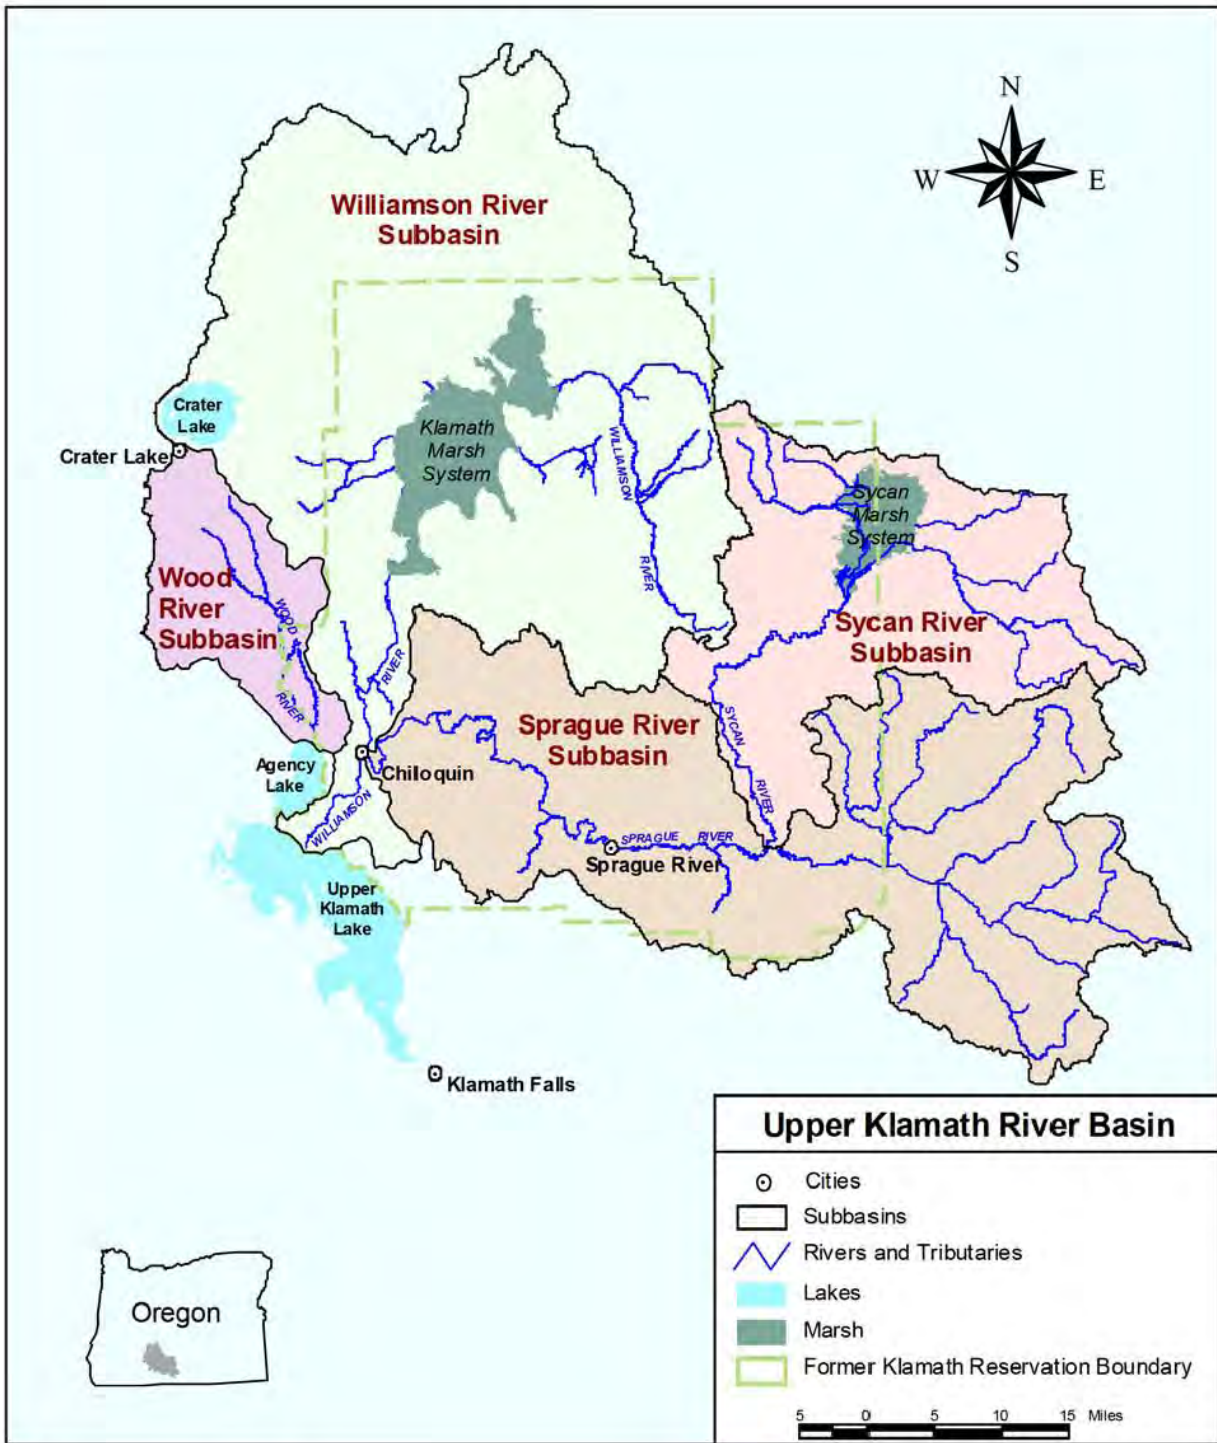 N
W
E
S
Williamson River
Subbasin
Crater
Lake
Crater Lake
Klamath
Marsh
System
WILLIAMSON
RIVER
Sycan
Marsh
System
Wood
River
Subbasin
WOOD
RIVER
RIVER
Sycan River
Subbasin
Sprague River
Subbasin
SYCAN
RIVER
Agency
Lake
Chiloquin
WILLIAMSON
SPRAGUE RIVER
Sprague River
Upper
Klamath
Lake
Klamath Falls
Upper Klamath River Basin
Cities
Subbasins
Rivers and Tributaries
Lakes
Marsh
Former Klamath Reservation Boundary
5 0 5 10 15 Miles
Oregon